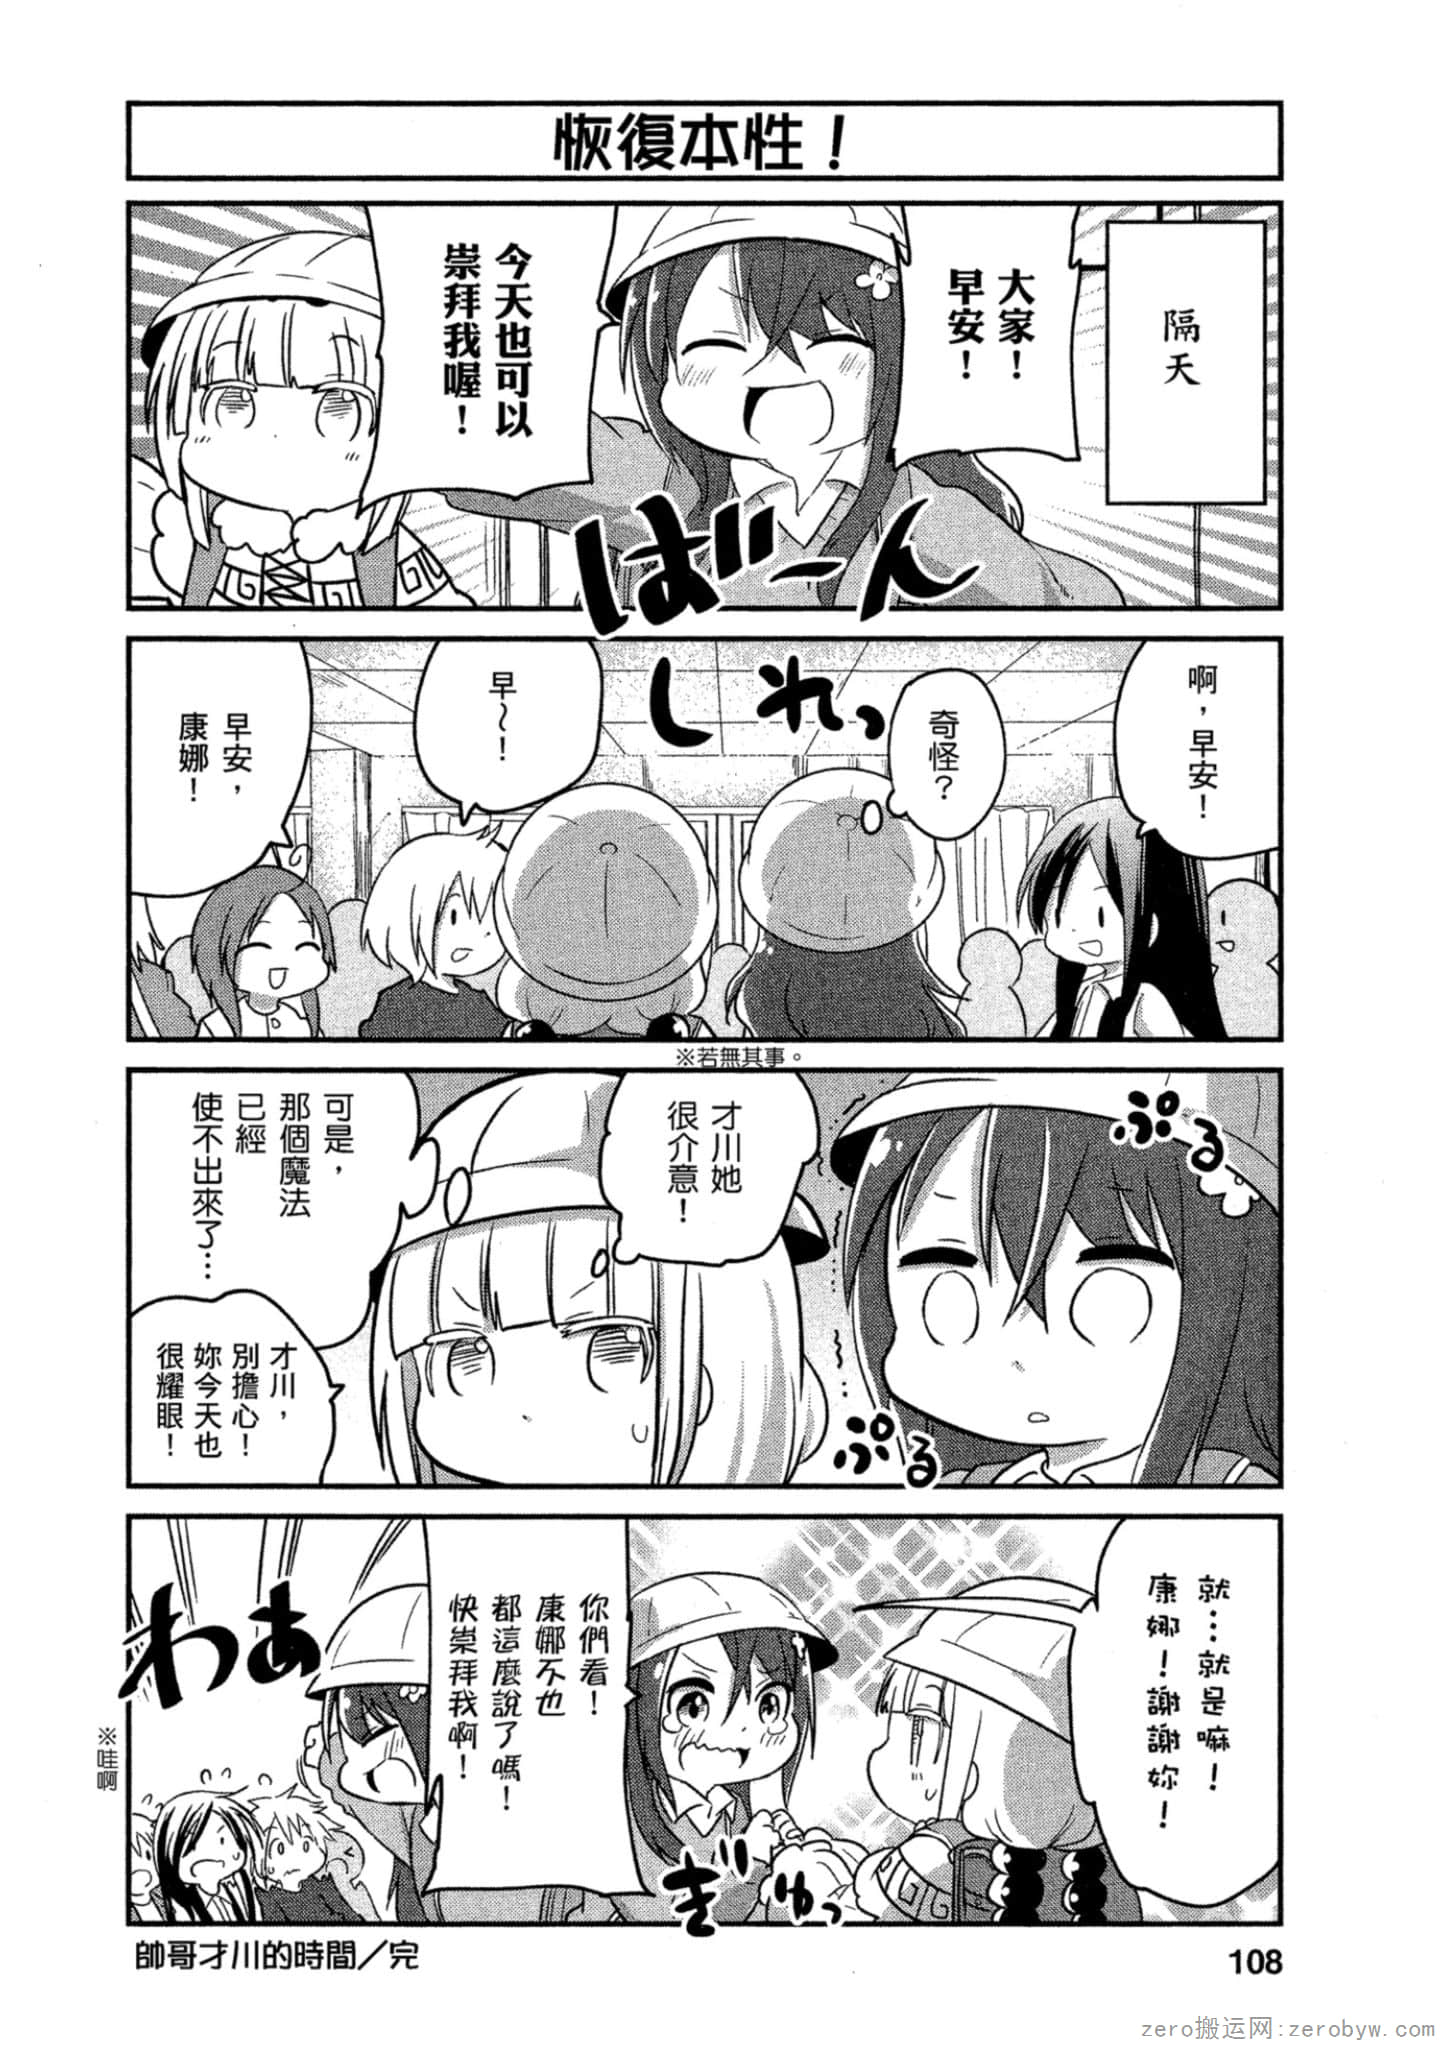 恢復本性！
隔天
大家！
早安！
今天也可以
崇拜我喔！
ばーん
啊，早安！
奇怪？
しれっ
早～！
早安，
康娜！
※若無其事。
ぷる
ぷる
才川她
很介意！
可是，
那個魔法
已經
使不出來了…
才川，
別擔心！
妳今天也
很耀眼！
就…就是嘛！
康娜！謝謝妳！
ぎゅっ
你們看！
康娜不也
都這麼說了嗎！
快崇拜我啊！
わあ
※哇啊
帥哥才川的時間／完
108
zero搬运网:zerobyw.com